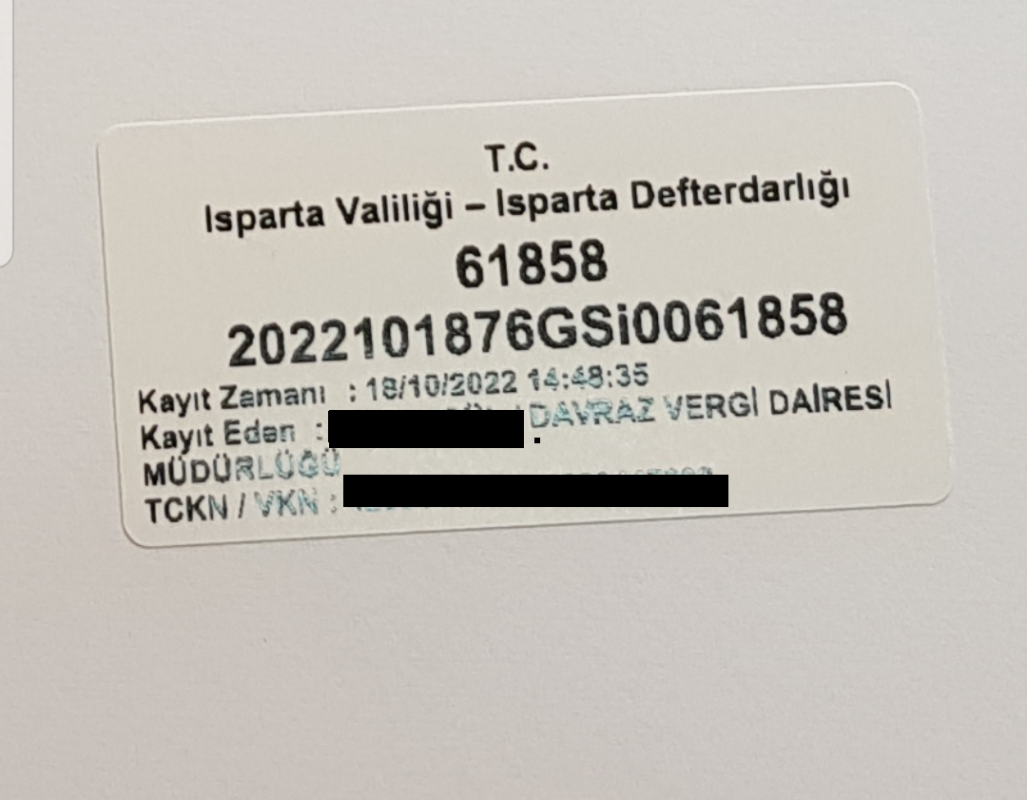 T.C.
Isparta Valiliği – Isparta Defterdarlığı
61858
2022101876GSi0061858
Kayıt Zamanı : 18/10/2022 14:48:35
Kayıt Eden : DAVRAZ VERGİ DAİRESİ
MÜDÜRLÜĞÜ
TCKN / VKN :